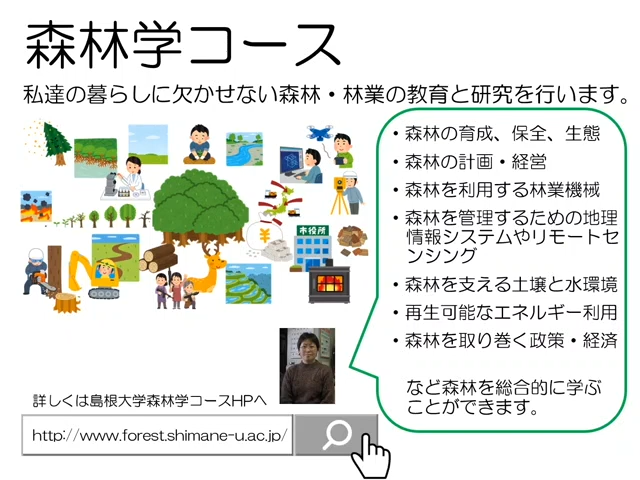 森林学コース
私達の暮らしに欠かせない森林・林業の教育と研究を行います。
・森林の育成、保全、生態
・森林の計画・経営
・森林を利用する林業機械
・森林を管理するための地理
情報システムやリモートセ
ンシング
・森林を支える土壌と水環境
・再生可能なエネルギー利用
・森林を取り巻く政策・経済
など森林を総合的に学ぶ
ことができます。
市役所
詳しくは島根大学森林学コースHPへ
http://www.forest.shimane-u.ac.jp/